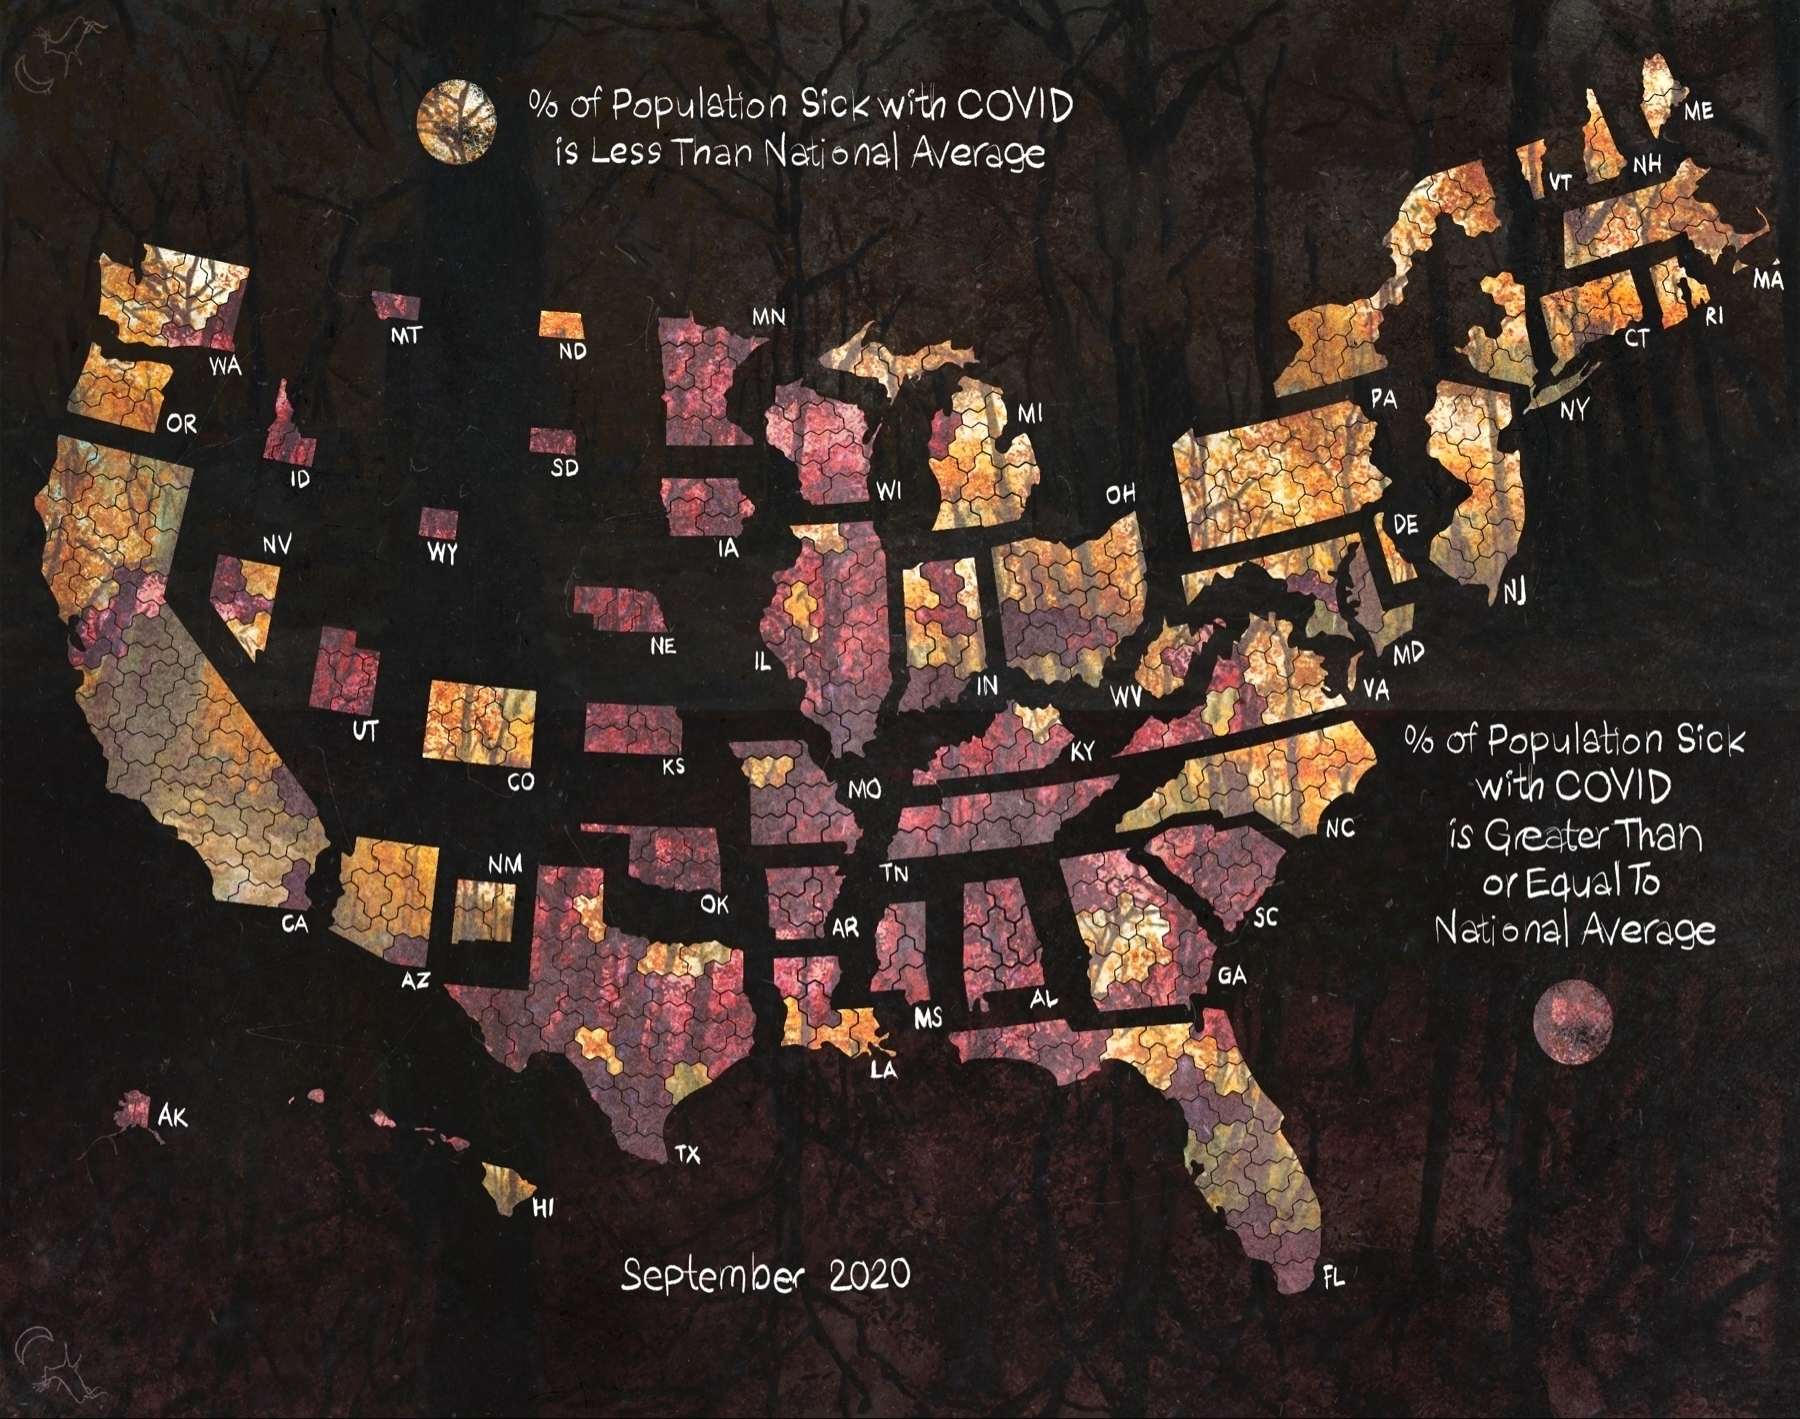 % of Population Sick with COVID
is Less Than National Average
ME
NH
VT
MA
RI
CT
NY
PA
NJ
DE
MD
VA
WV
OH
MI
MN
WI
IA
IL
IN
KY
MO
TN
NC
SC
GA
AL
MS
AR
LA
FL
WA
OR
ID
MT
ND
SD
WY
NV
UT
CO
NE
KS
OK
NM
AZ
CA
TX
AK
HI
% of Population Sick
with COVID
is Greater Than
or Equal To
National Average
September 2020